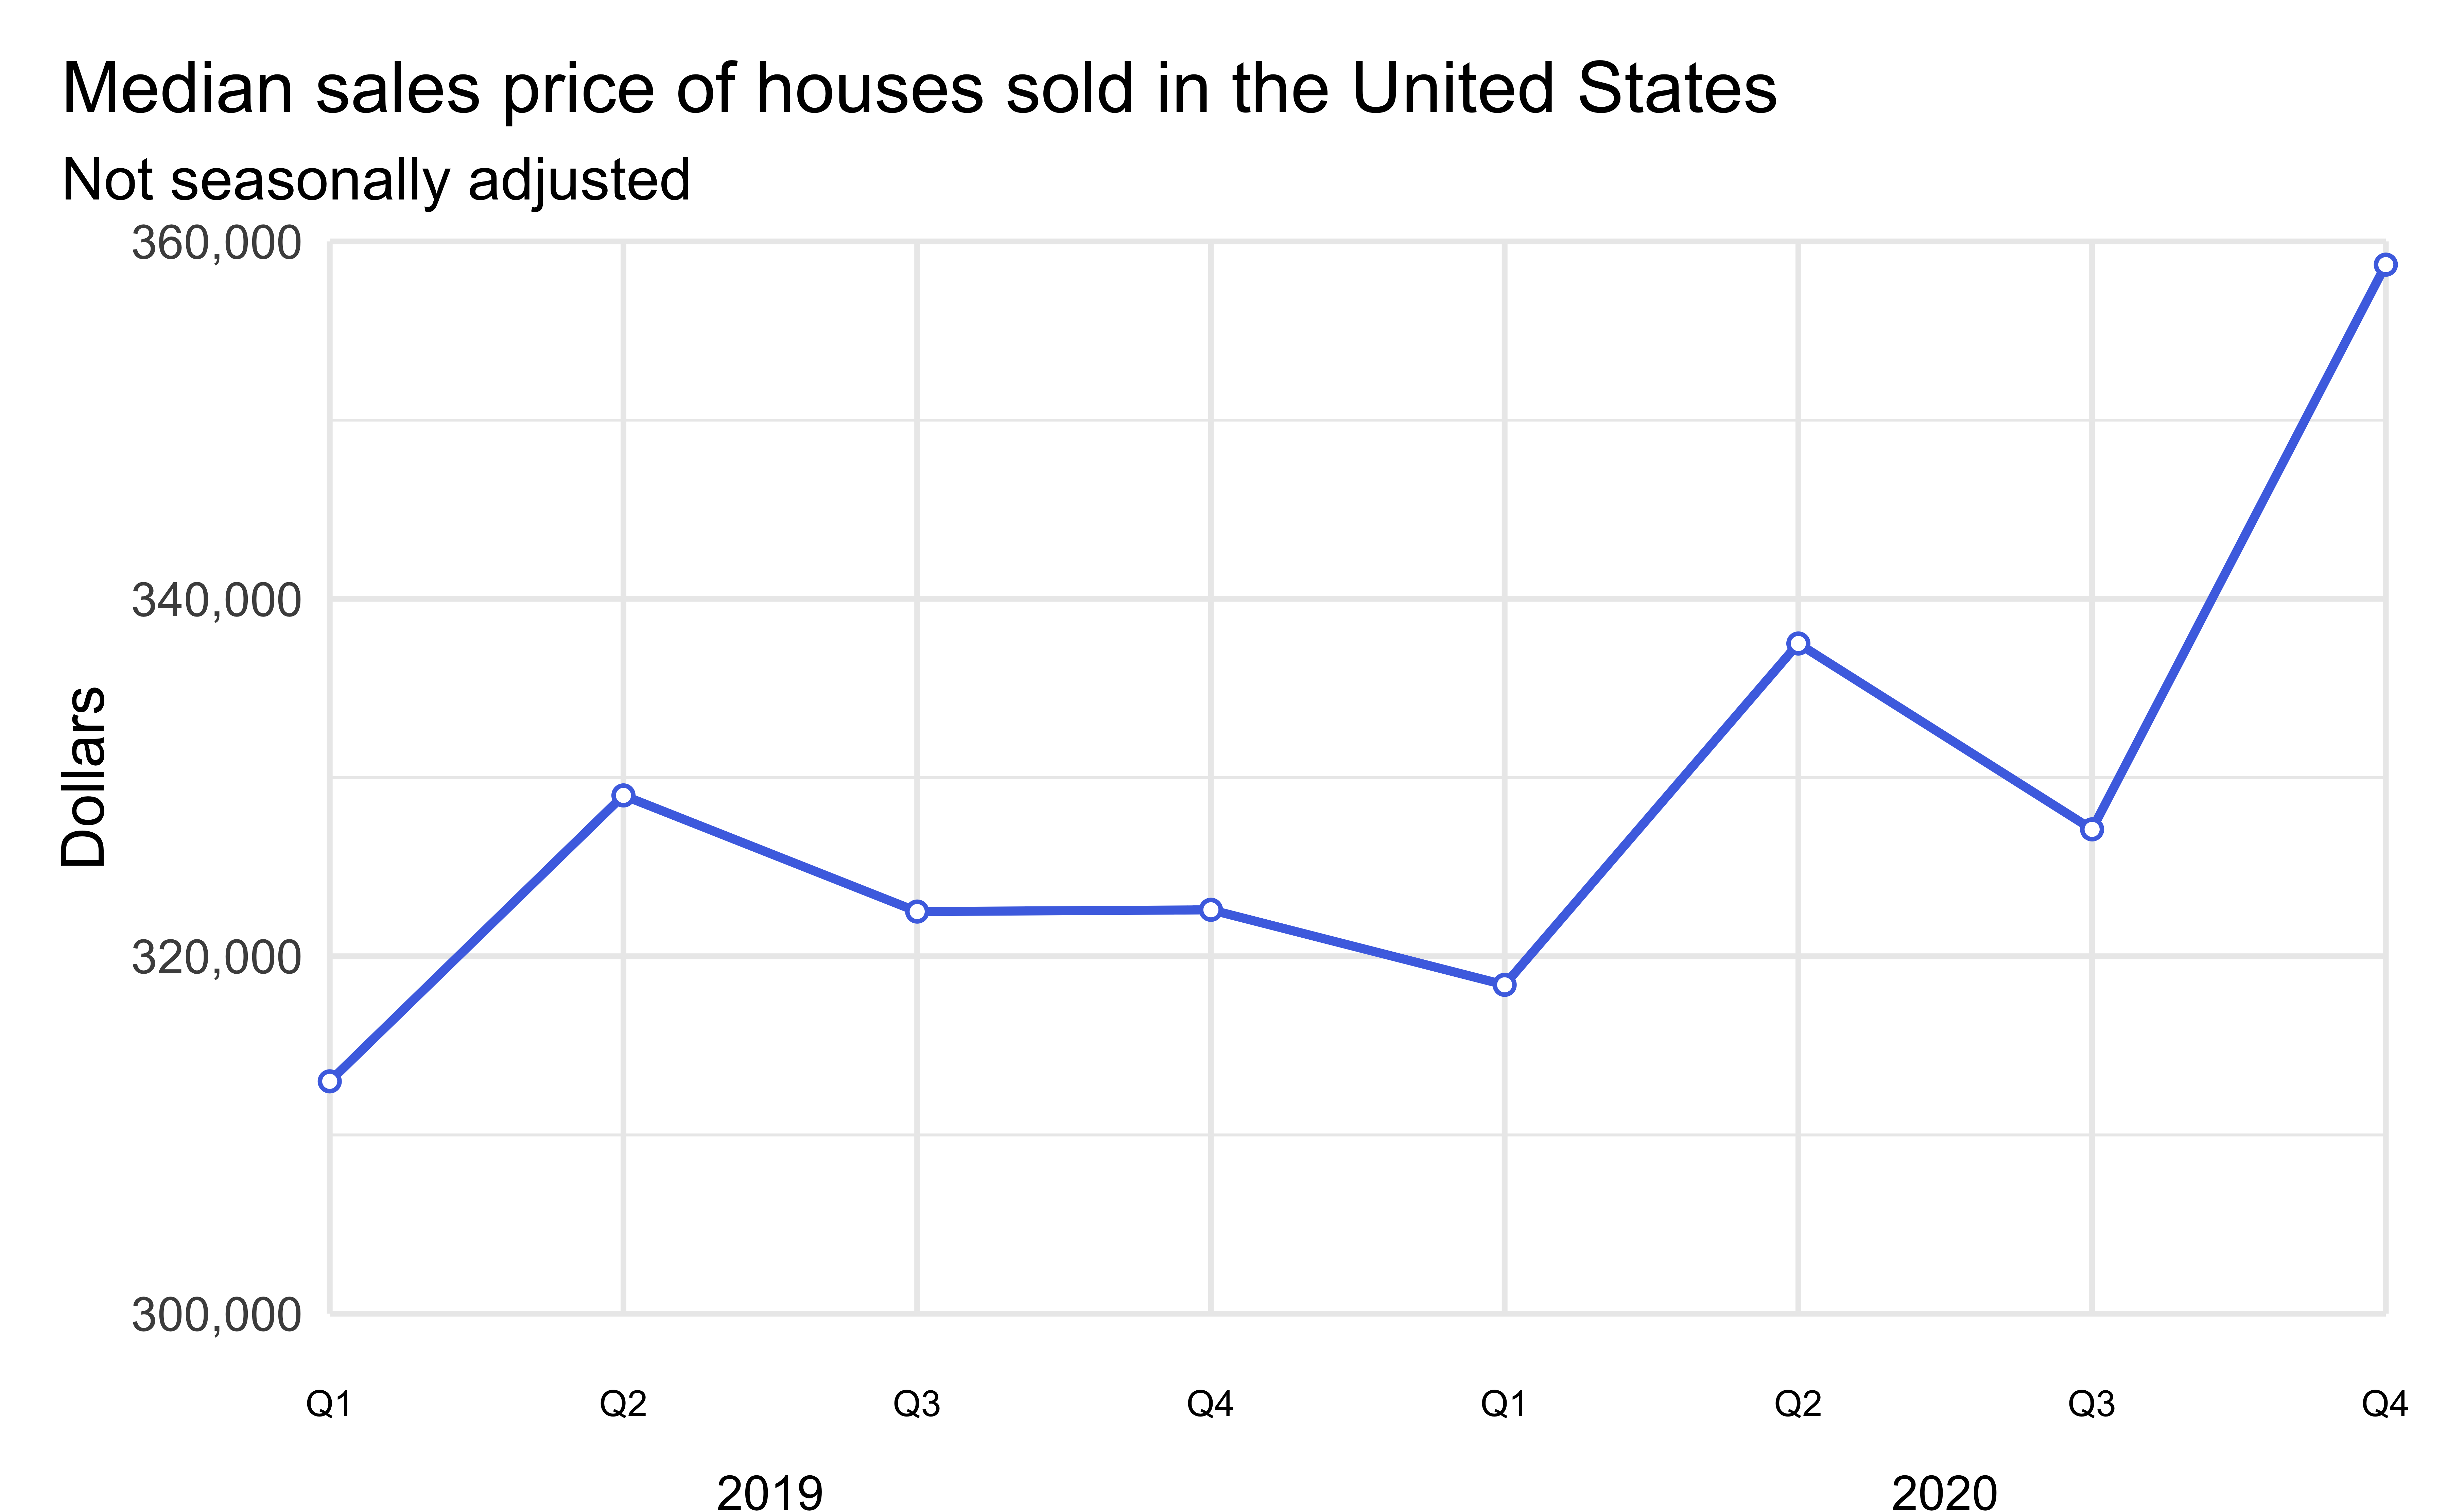 Median sales price of houses sold in the United States
Not seasonally adjusted
360,000
340,000
320,000
300,000
Dollars
Q1 Q2 Q3 Q4 Q1 Q2 Q3 Q4
2019 2020